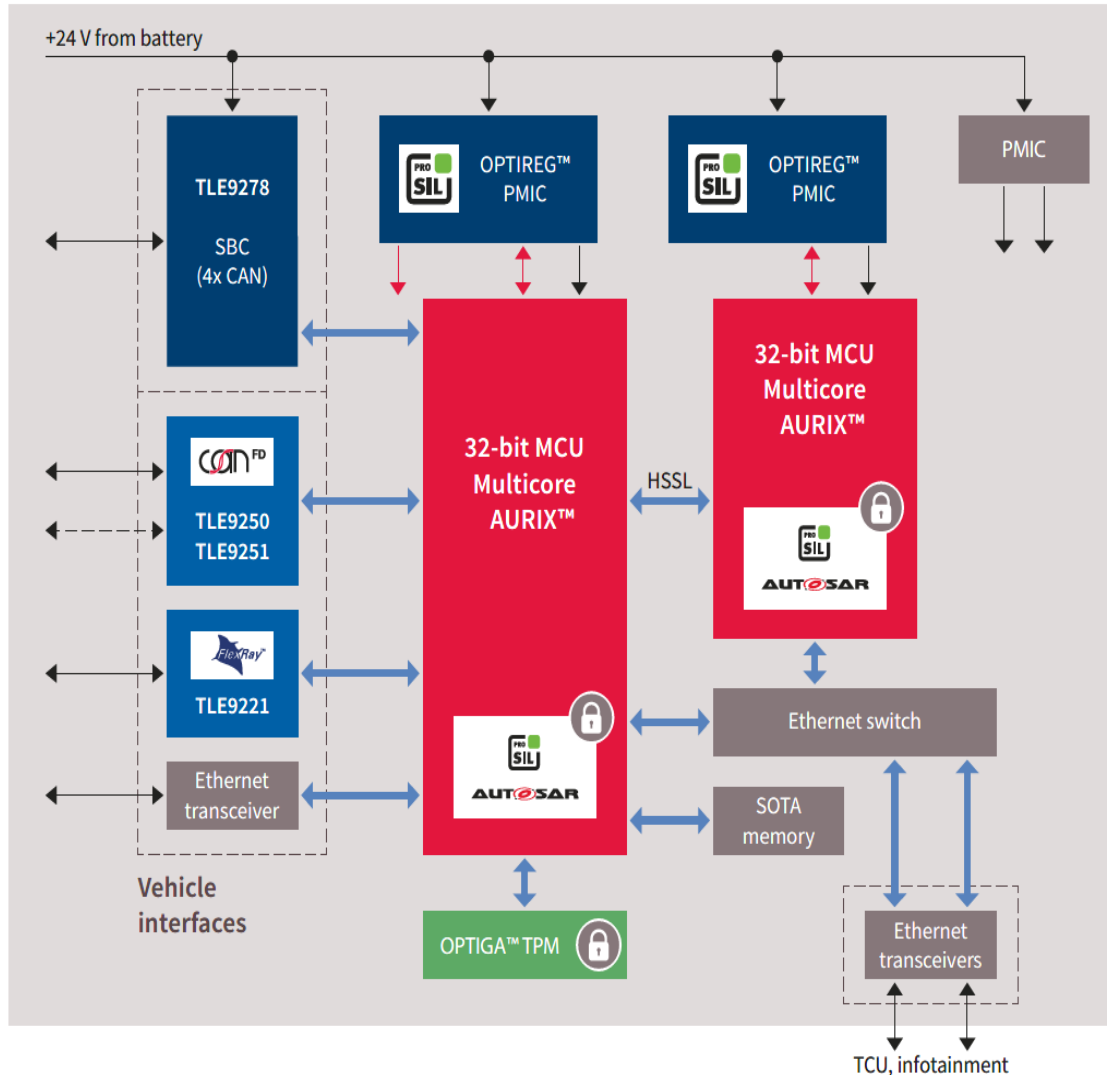 +24 V from battery
TLE9278
SBC
(4x CAN)
PRO
SIL
OPTIREG™
PMIC
PRO
SIL
OPTIREG™
PMIC
PMIC
32-bit MCU
Multicore
AURIX™
32-bit MCU
Multicore
AURIX™
HSSL
CAN FD
TLE9250
TLE9251
PRO
SIL
AUTOSAR
FlexRay™
TLE9221
PRO
SIL
AUTOSAR
Ethernet switch
Ethernet
transceiver
SOTA
memory
Vehicle
interfaces
OPTIGA™ TPM
Ethernet
transceivers
TCU, infotainment